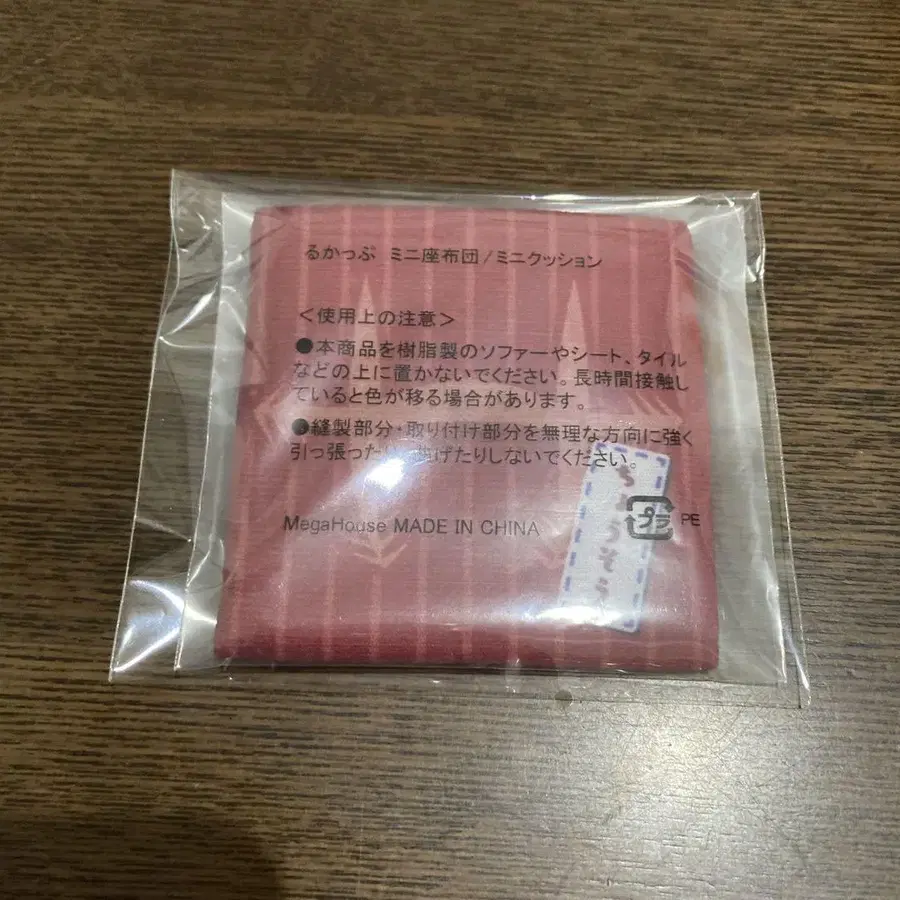 るかっぷ ミニ座布団/ミニクッション
＜使用上の注意＞
●本商品を樹脂製のソファーやシート、タイル
などの上に置かないでください。長時間接触し
ていると色が移る場合があります。
●縫製部分・取り付け部分を無理な方向に強く
引っ張ったり、曲げたりしないでください。
MegaHouse MADE IN CHINA
プラ PE
ちょうそう